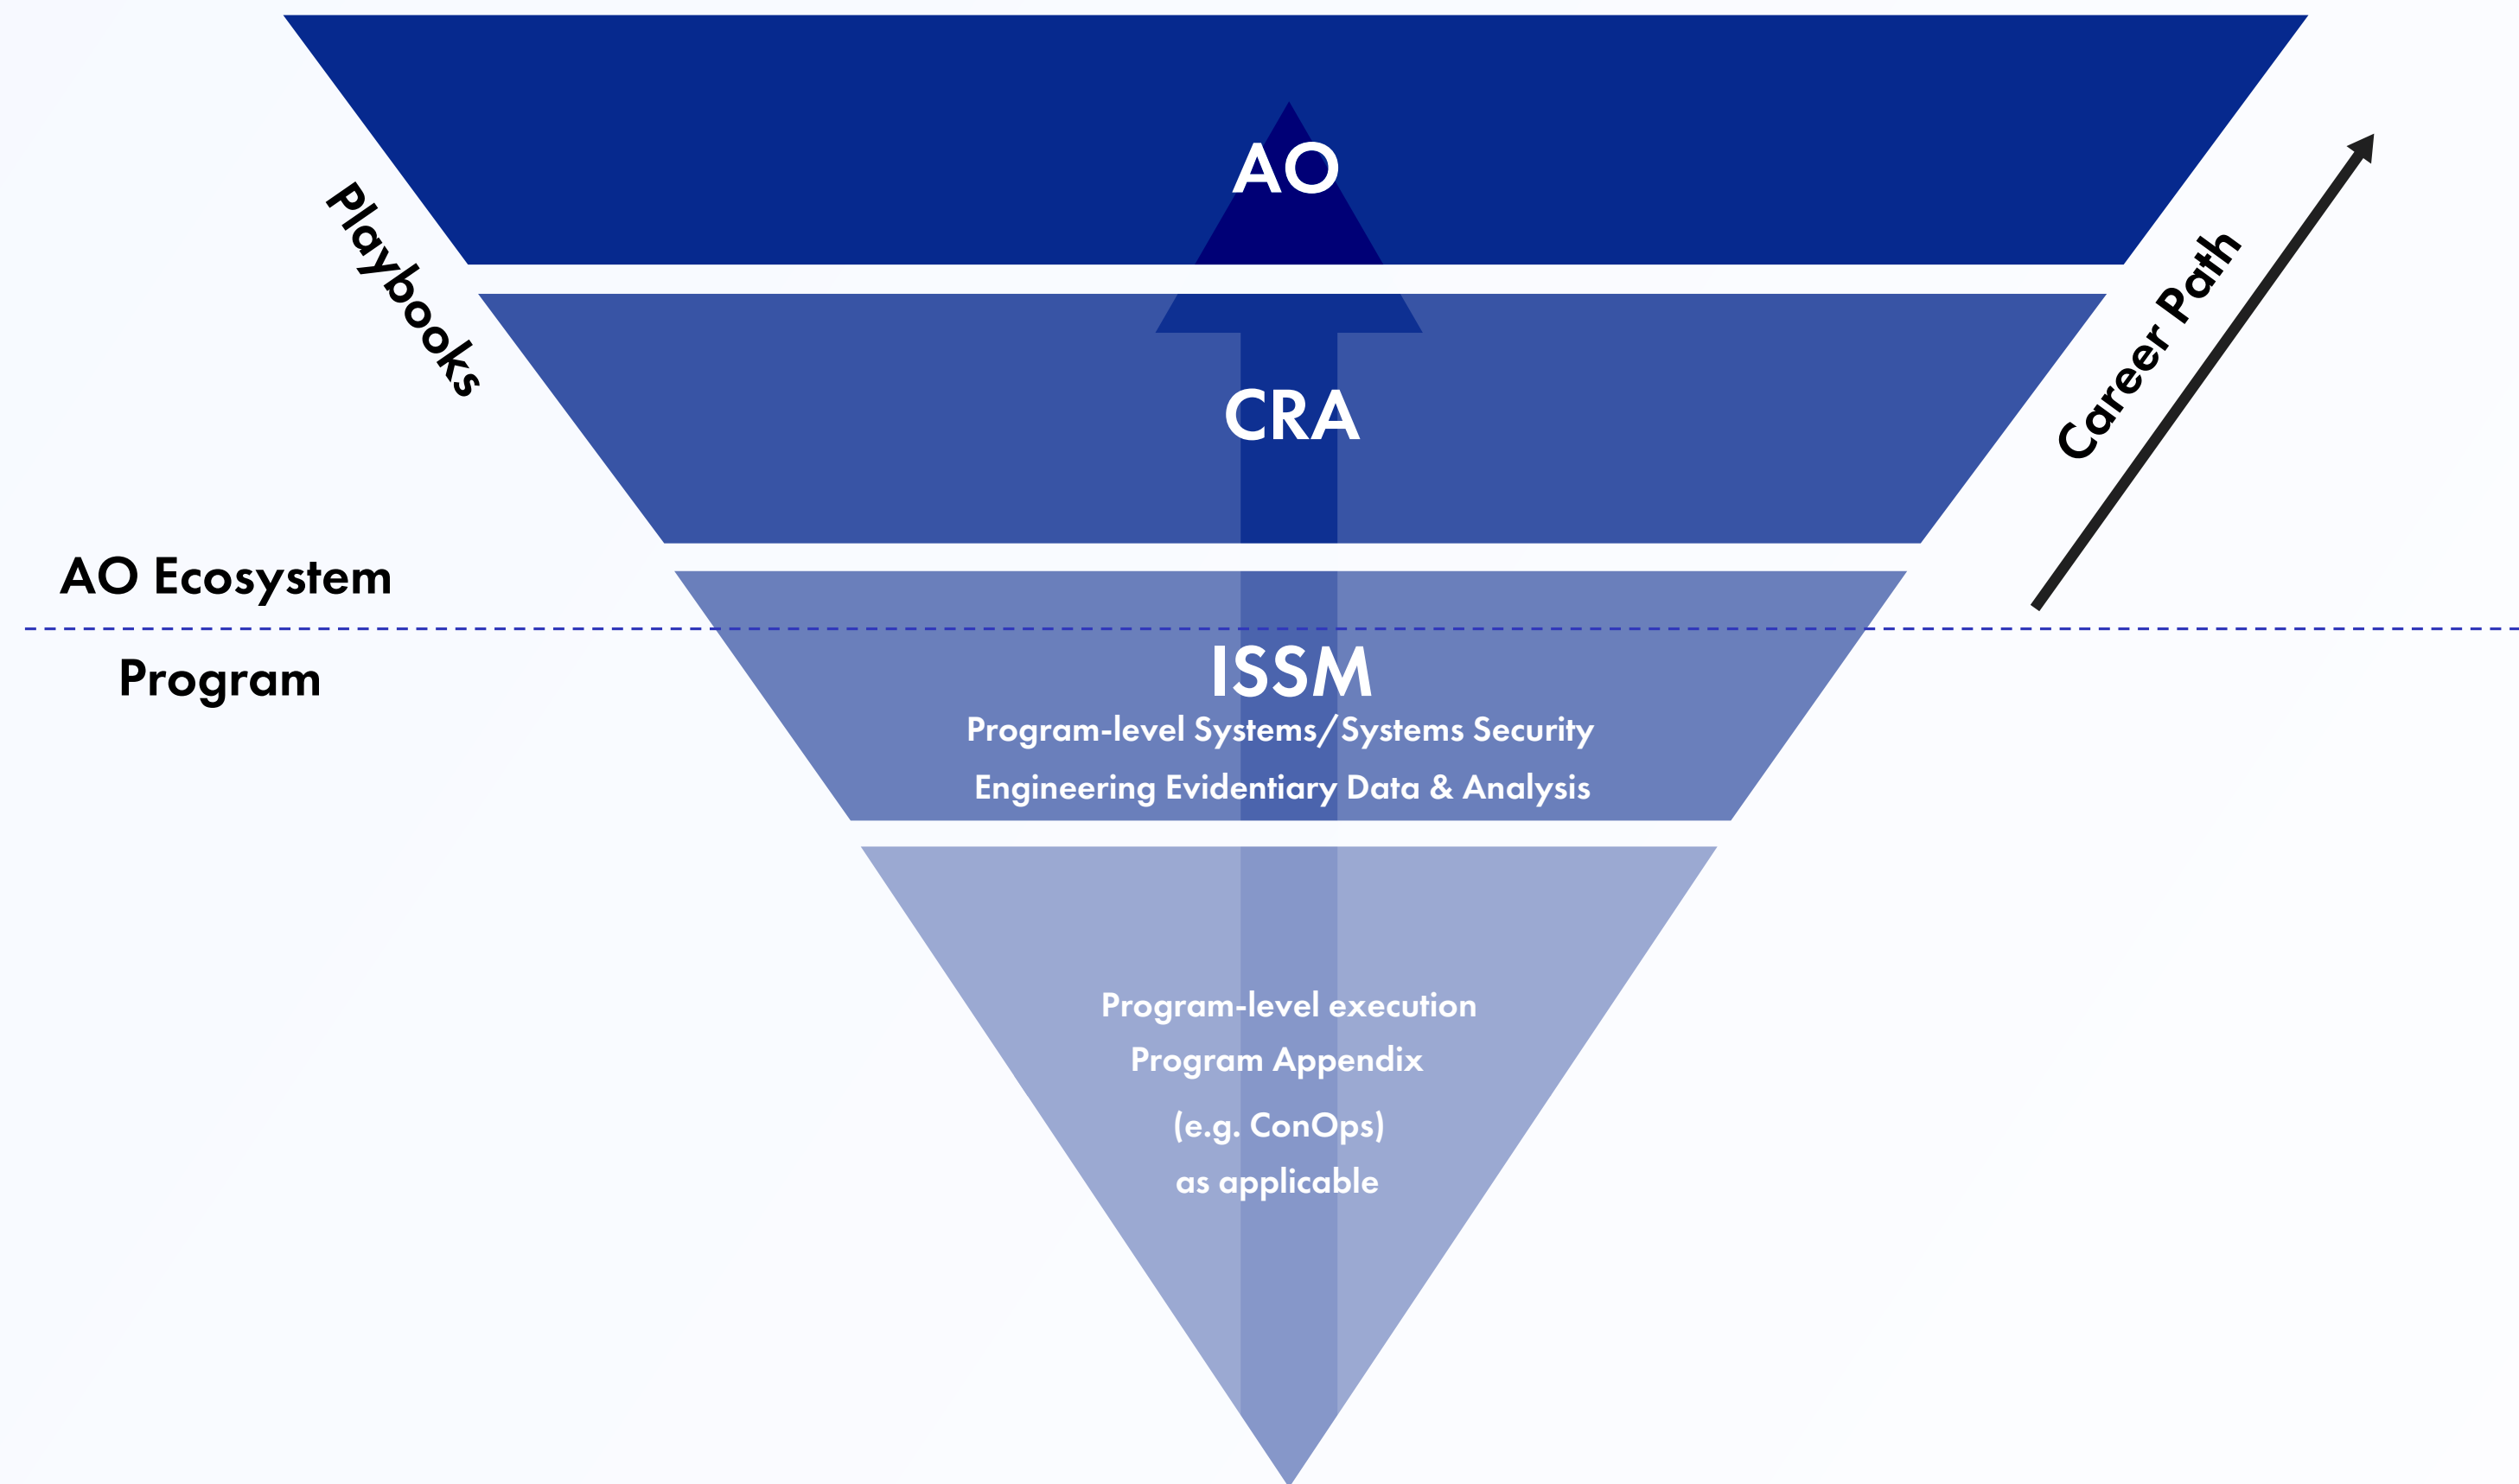 AO
Playbooks
Career Path
CRA
AO Ecosystem
Program
ISSM
Program-level Systems/Systems Security
Engineering Evidentiary Data & Analysis
Program-level execution
Program Appendix
(e.g. ConOps)
as applicable